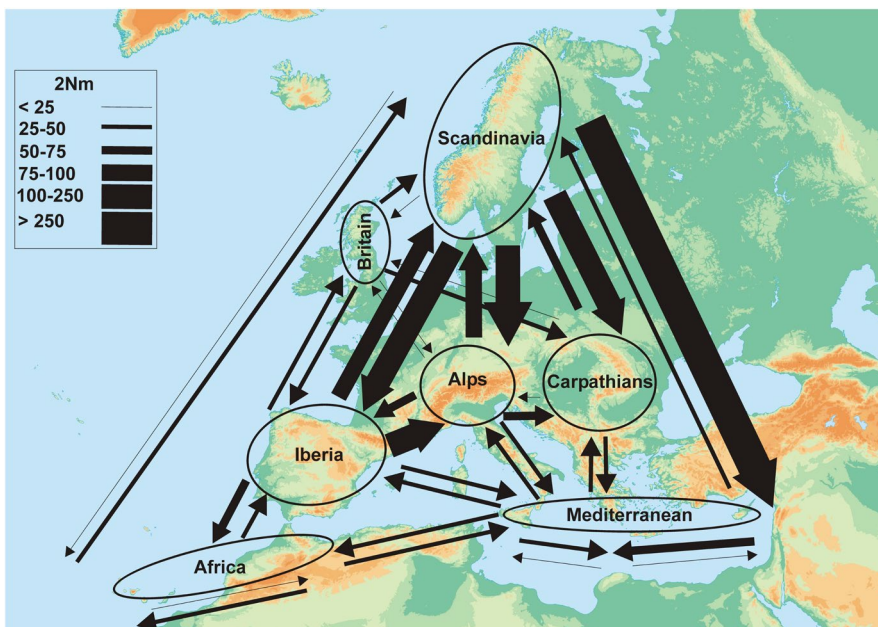 2Nm
< 25
25-50
50-75
75-100
100-250
> 250
Scandinavia
Britain
Alps
Carpathians
Iberia
Mediterranean
Africa